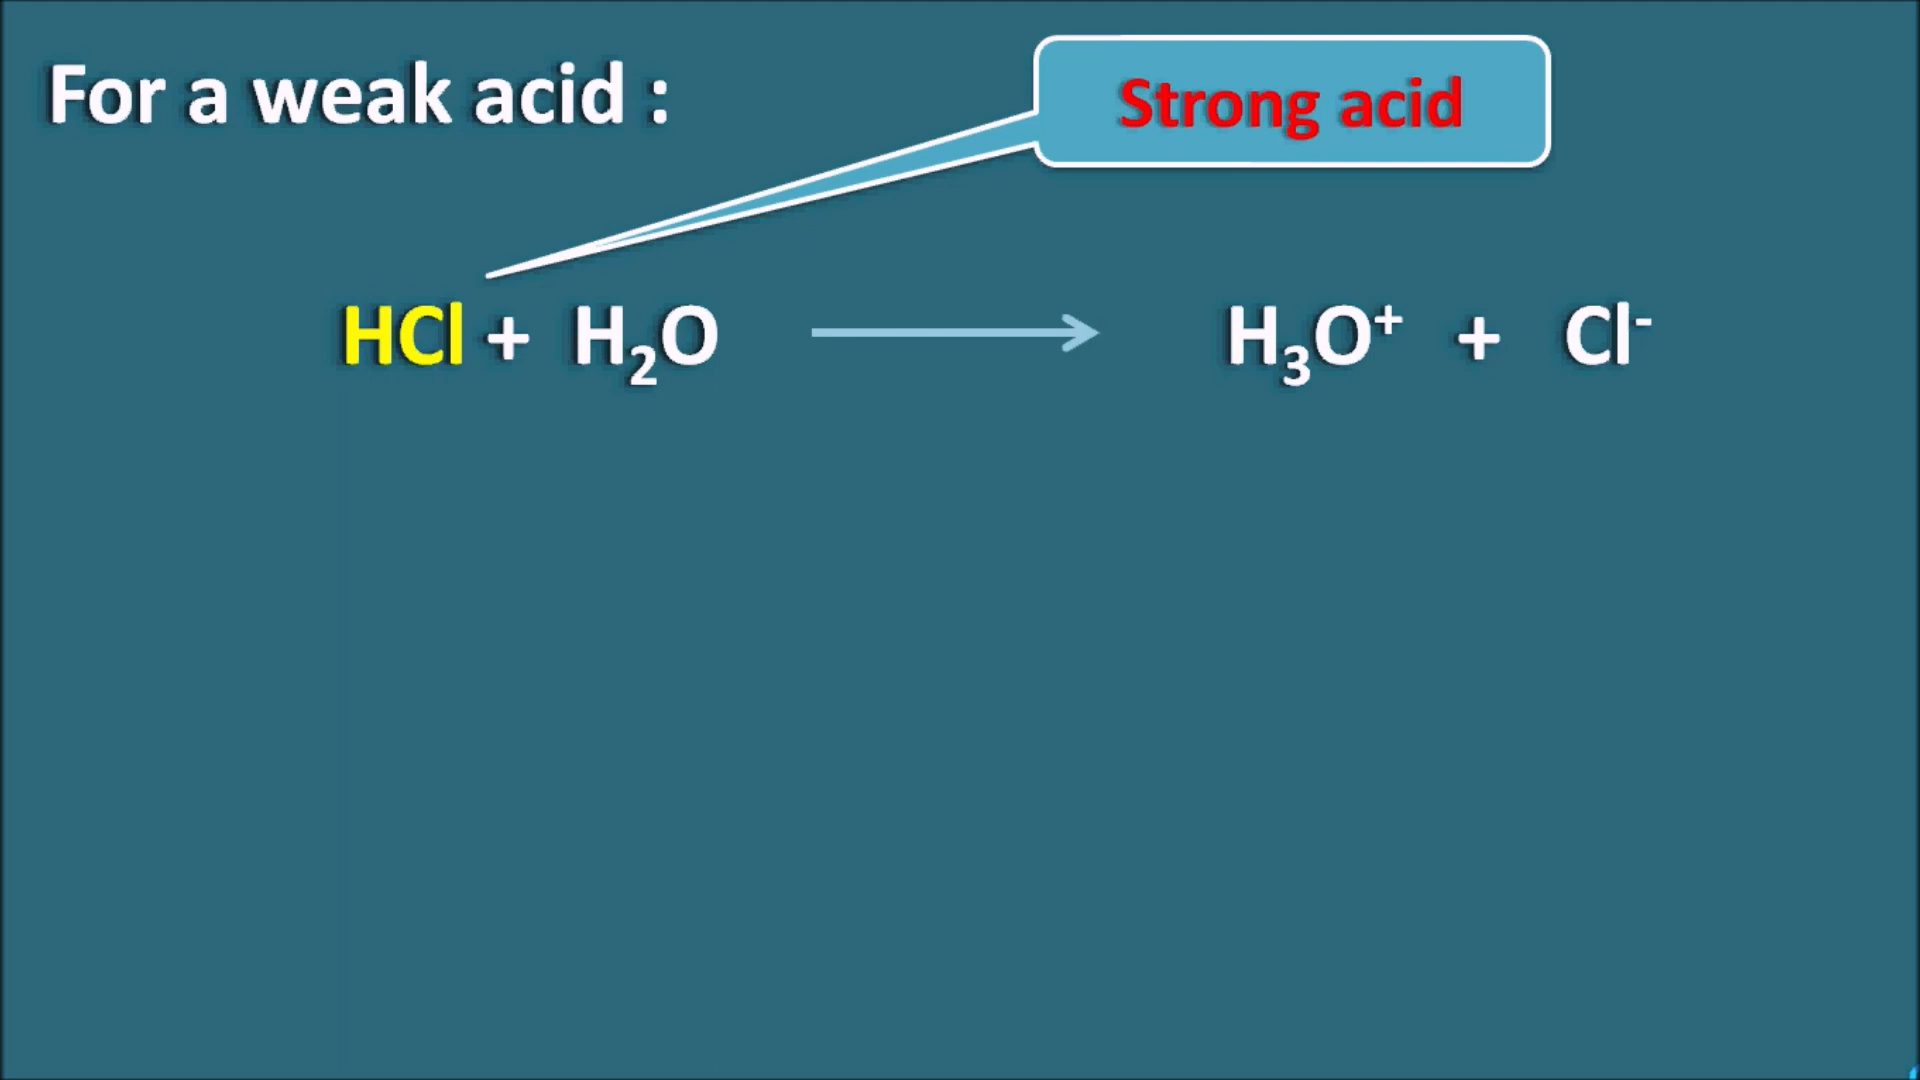 For a weak acid :
Strong acid
HCl + H₂O → H₃O⁺ + Cl⁻